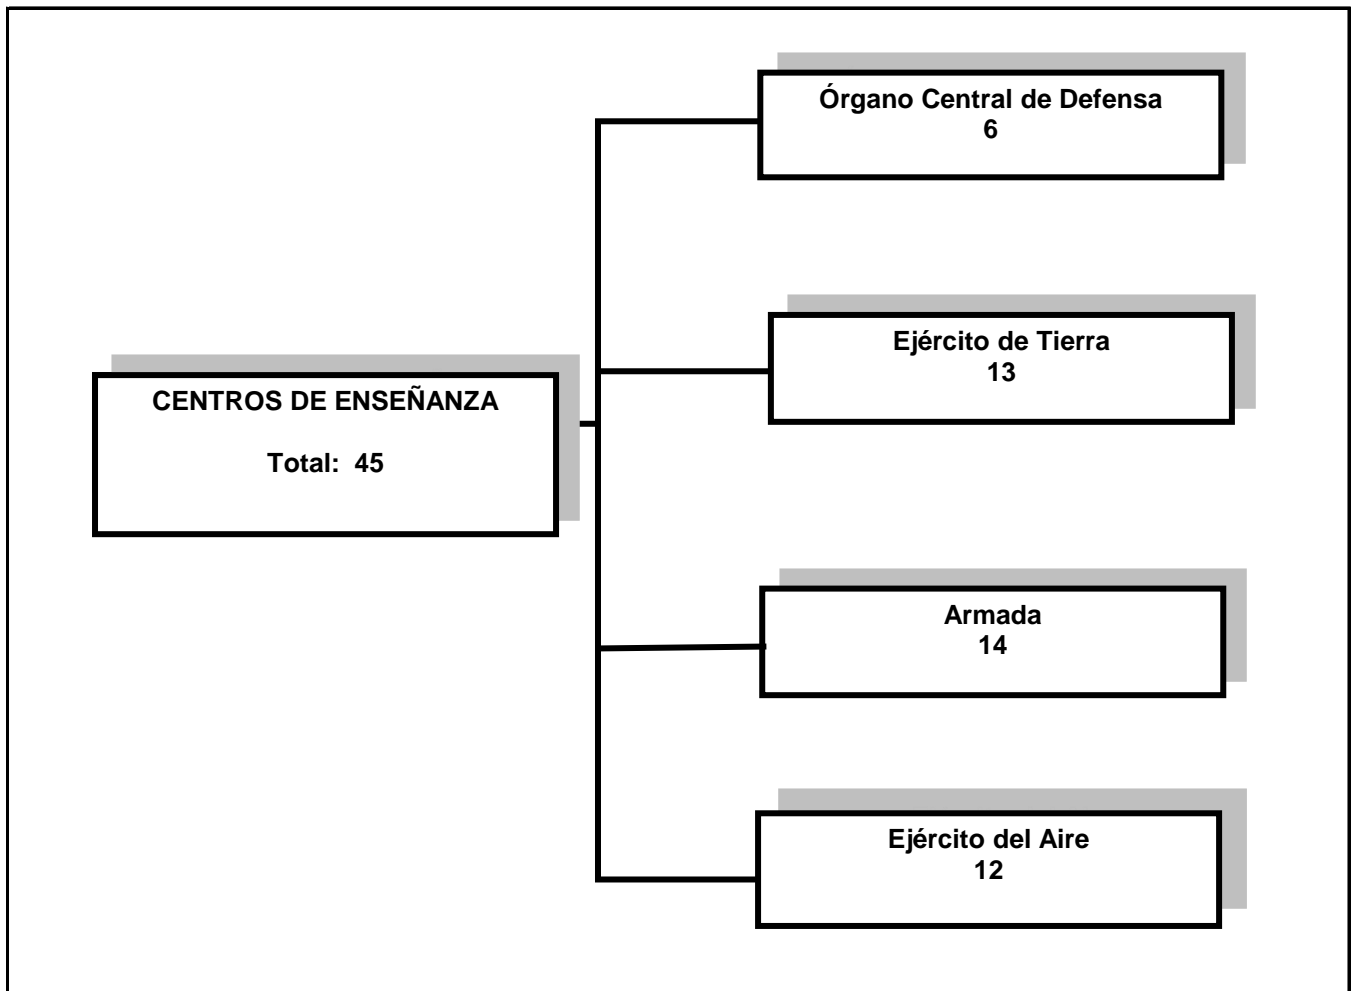 CENTROS DE ENSEÑANZA
Total: 45
Órgano Central de Defensa
6
Ejército de Tierra
13
Armada
14
Ejército del Aire
12